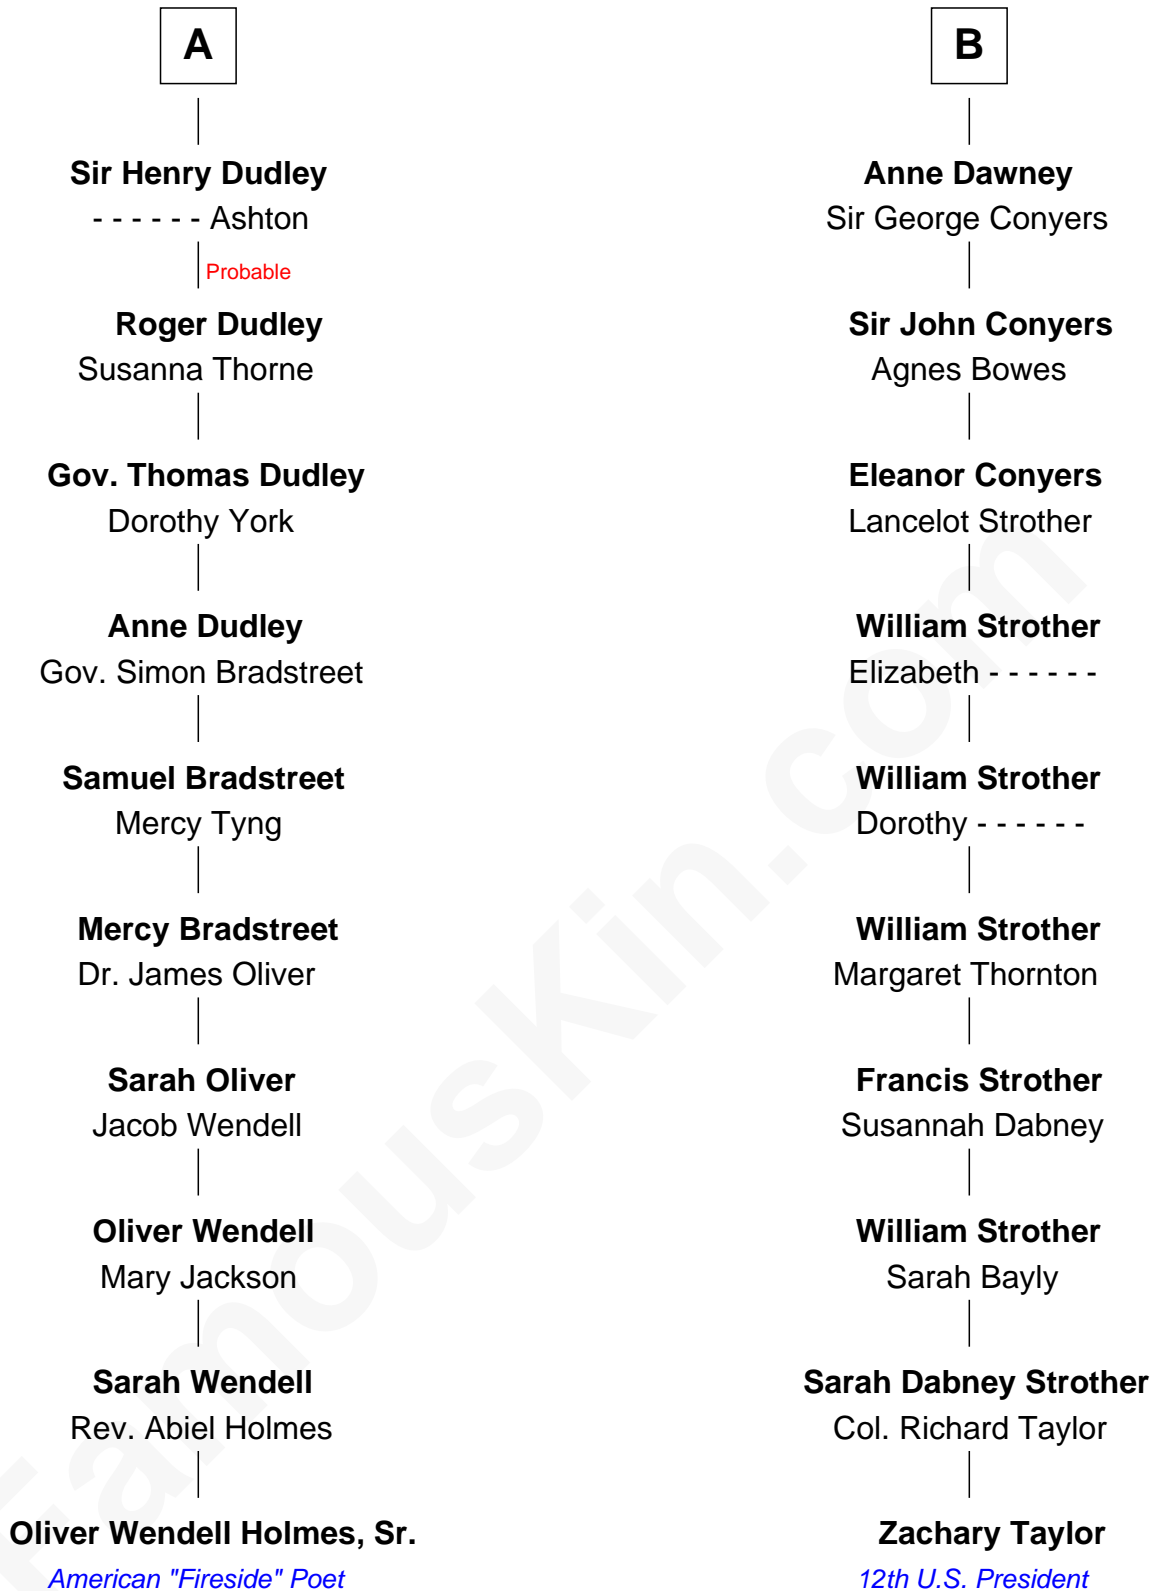 A
Sir Henry Dudley
- - - - - - Ashton
Probable
Roger Dudley
Susanna Thorne
Gov. Thomas Dudley
Dorothy York
Anne Dudley
Gov. Simon Bradstreet
Samuel Bradstreet
Mercy Tyng
Mercy Bradstreet
Dr. James Oliver
Sarah Oliver
Jacob Wendell
Oliver Wendell
Mary Jackson
Sarah Wendell
Rev. Abiel Holmes
Oliver Wendell Holmes, Sr.
American "Fireside" Poet
B
Anne Dawney
Sir George Conyers
Sir John Conyers
Agnes Bowes
Eleanor Conyers
Lancelot Strother
William Strother
Elizabeth - - - - - -
William Strother
Dorothy - - - - - -
William Strother
Margaret Thornton
Francis Strother
Susannah Dabney
William Strother
Sarah Bayly
Sarah Dabney Strother
Col. Richard Taylor
Zachary Taylor
12th U.S. President
FamousKin.com